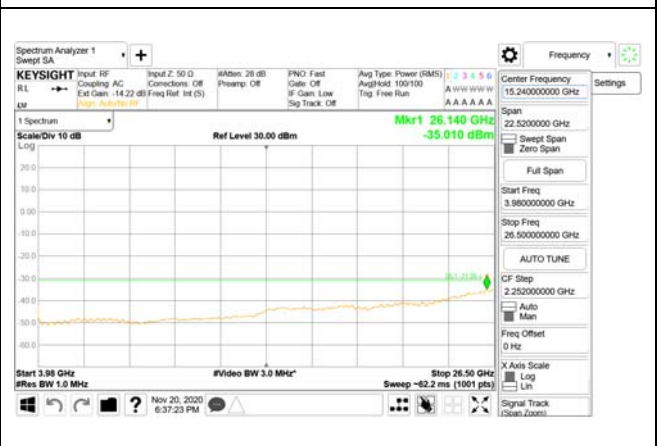 Spectrum Analyzer 1
Swept SA
+
Frequency
KEYSIGHT
Input: RF
Input Z: 50 Ω
#Atten: 28 dB
PNO: Fast
Avg Type: Power (RMS)
1 2 3 4 5 6
RL
Coupling: AC
Corrections: Off
Preamp: Off
Gate: Off
Avg|Hold: 100/100
A W W W W W
Ext Gain: -14.22 dB
Freq Ref: Int (S)
IF Gain: Low
Trig: Free Run
Align: Auto/No RF
Sig Track: Off
A A A A A A
1 Spectrum
Mkr1 26.140 GHz
Scale/Div 10 dB
Ref Level 30.00 dBm
-35.010 dBm
Log
20.0
10.0
0.00
-10.0
-20.0
-30.0
-40.0
-50.0
-60.0
Start 3.98 GHz
#Video BW 3.0 MHz*
Stop 26.50 GHz
#Res BW 1.0 MHz
Sweep ~62.2 ms (1001 pts)
Nov 20, 2020
6:37:23 PM
?
Center Frequency
15.240000000 GHz
Settings
Span
22.5200000 GHz
Swept Span
Zero Span
Full Span
Start Freq
3.980000000 GHz
Stop Freq
26.500000000 GHz
AUTO TUNE
CF Step
2.252000000 GHz
Auto
Man
Freq Offset
0 Hz
X Axis Scale
Log
Lin
Signal Track
(Span Zoom)